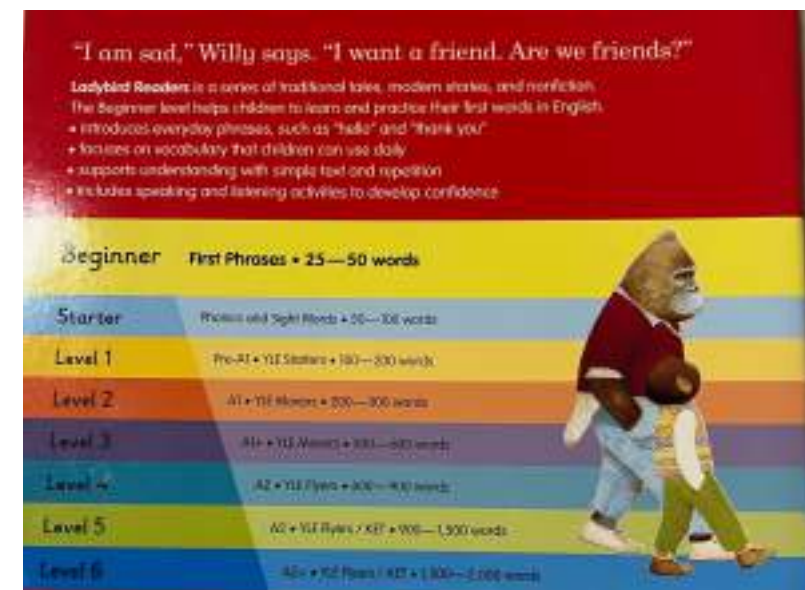 “I am sad,” Willy says. “I want a friend. Are we friends?”
Ladybird Readers is a series of traditional tales, modern stories, and nonfiction.
The Beginner level helps children to learn and practice their first words in English.
• introduces everyday phrases, such as “hello” and “thank you”
• focuses on vocabulary that children can use daily
• supports understanding with simple text and repetition
• includes speaking and listening activities to develop confidence
Beginner First Phrases • 25—50 words
Starter Phonics and Sight Words • 50—100 words
Level 1 Pre-A1 • YLE Starters • 100—200 words
Level 2 A1 • YLE Movers • 200—300 words
Level 3 A1+ • YLE Movers • words
Level 4 A2 • YLE Flyers • words
Level 5 A2 • YLE Flyers / KET • 900—1,500 words
Level 6 A2+ • YLE Flyers / KET • 1,500—2,000 words